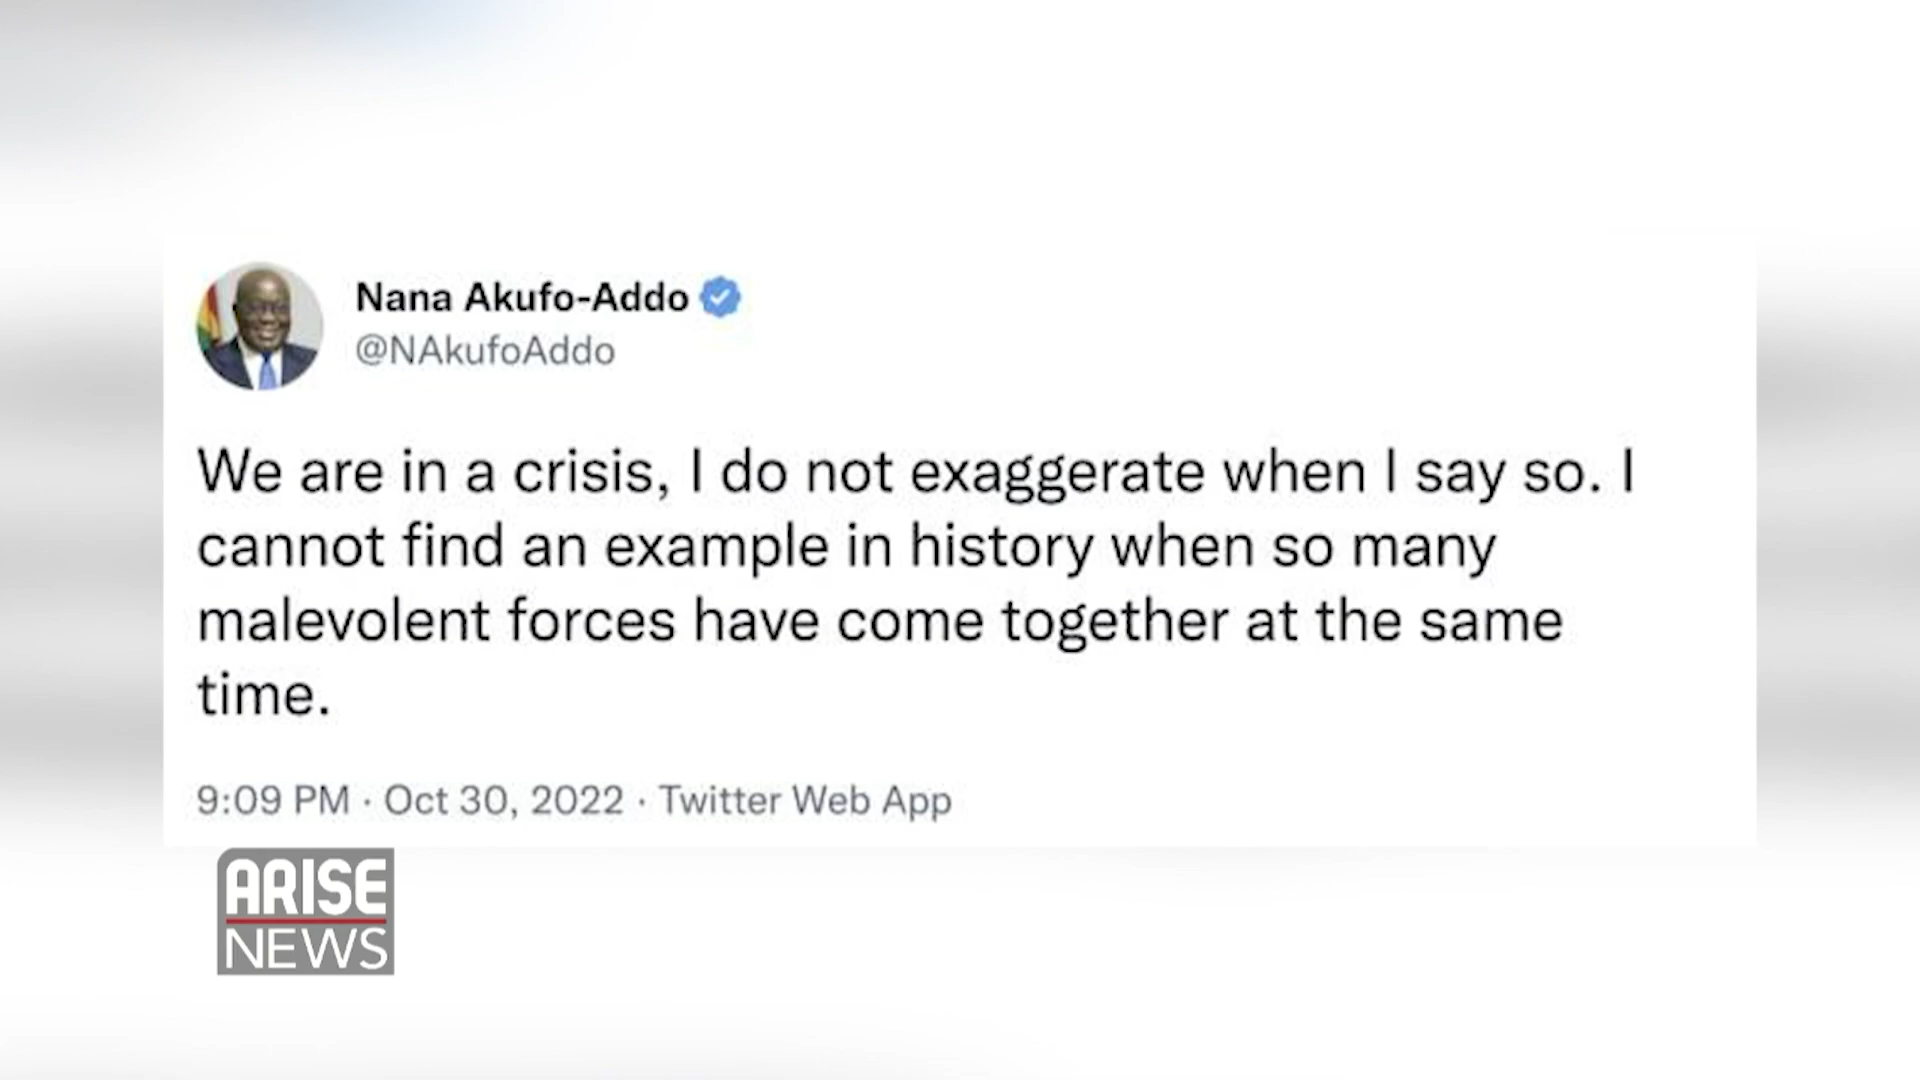 Nana Akufo-Addo
@NAkufoAddo
We are in a crisis, I do not exaggerate when I say so. I
cannot find an example in history when so many
malevolent forces have come together at the same
time.
9:09 PM · Oct 30, 2022 · Twitter Web App
ARISE
NEWS